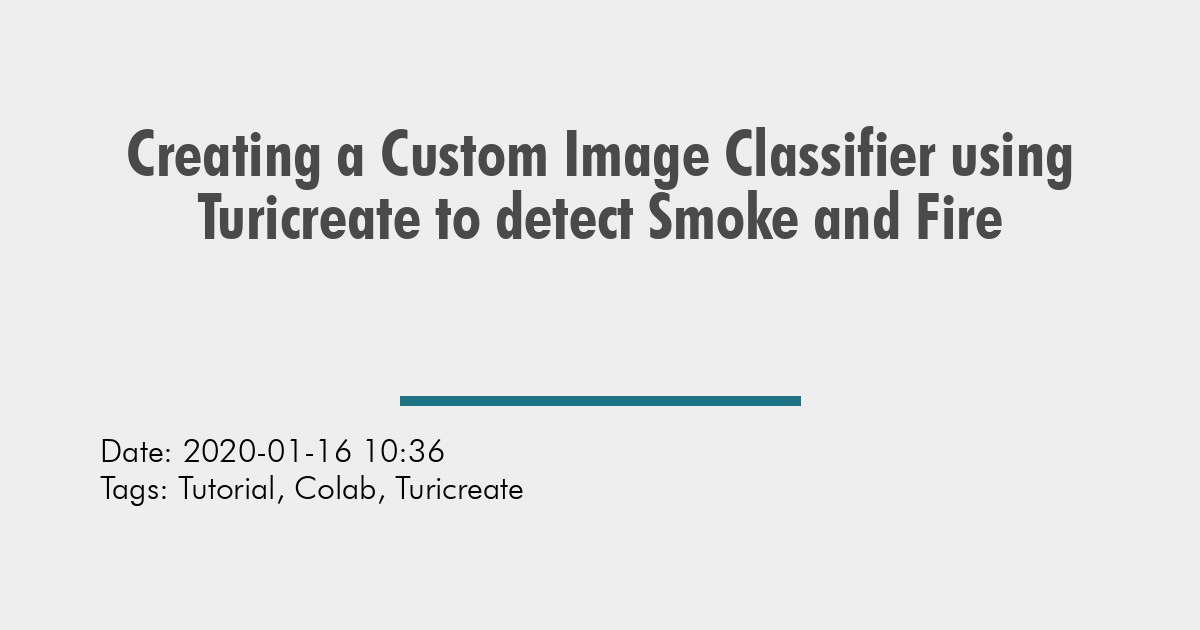 Creating a Custom Image Classifier using
Turicreate to detect Smoke and Fire
Date: 2020-01-16 10:36
Tags: Tutorial, Colab, Turicreate